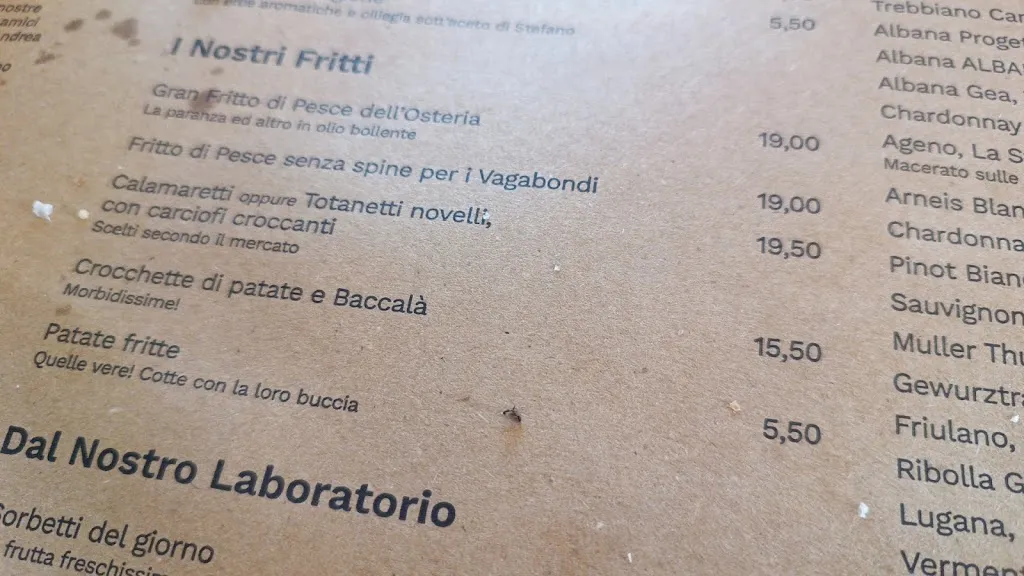 nostre
amici
ndrea
con erbe aromatiche e ciliegia sott'aceto di Stefano
5,50
I Nostri Fritti
Gran Fritto di Pesce dell'Osteria
La paranza ed altro in olio bollente
19,00
Fritto di Pesce senza spine per i Vagabondi
19,00
Calamaretti oppure Totanetti novelli,
con carciofi croccanti
19,50
Scelti secondo il mercato
Crocchette di patate e Baccalà
Morbidissime!
15,50
Patate fritte
Quelle vere! Cotte con la loro buccia
5,50
Dal Nostro Laboratorio
Sorbetti del giorno
frutta freschissim
Trebbiano Cam
Albana Proget
Albana ALBA
Albana Gea,
Chardonnay
Ageno, La S
Macerato sulle
Arneis Blan
Chardonna
Pinot Bian
Sauvignon
Muller Thu
Gewurztra
Friulano,
Ribolla G
Lugana,
Vermen